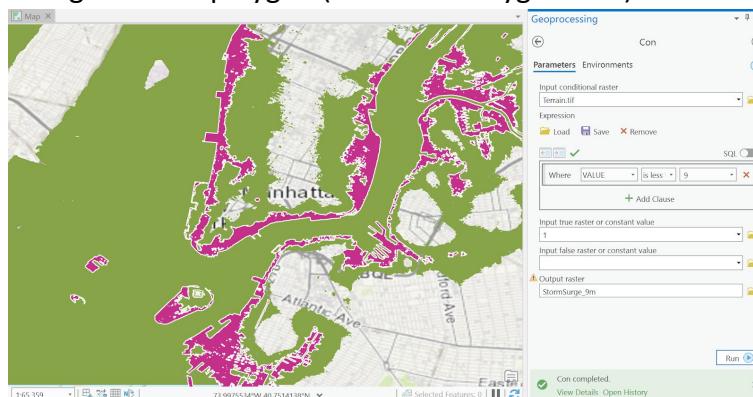 Map
Geoprocessing
Con
Parameters Environments
Input conditional raster
Terrain.tif
Expression
Load Save Remove
SQL
Where VALUE is less 9
Add Clause
Input true raster or constant value
1
Input false raster or constant value
Output raster
StormSurge_9m
Run
Con completed.
View Details Open History
Atlantic Ave
1:65,359
73.9975534°W 40.7514138°N
Selected Features: 0